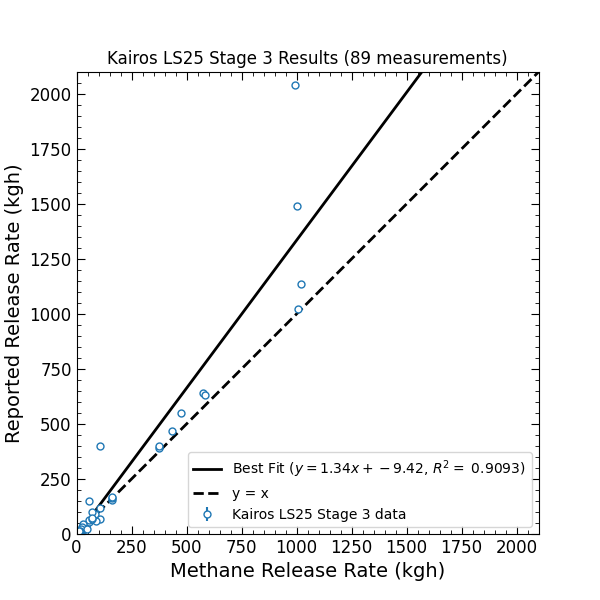 Kairos LS25 Stage 3 Results (89 measurements)
2000
1750
1500
1250
1000
750
500
250
0
Reported Release Rate (kgh)
Best Fit (y = 1.34x + −9.42, R² = 0.9093)
y = x
Kairos LS25 Stage 3 data
0 250 500 750 1000 1250 1500 1750 2000
Methane Release Rate (kgh)